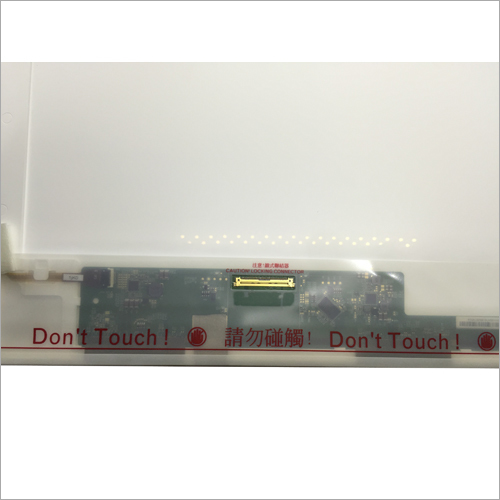 CAUTION! LOCKING CONNECTOR
Don't Touch! 請勿碰觸! Don't Touch!